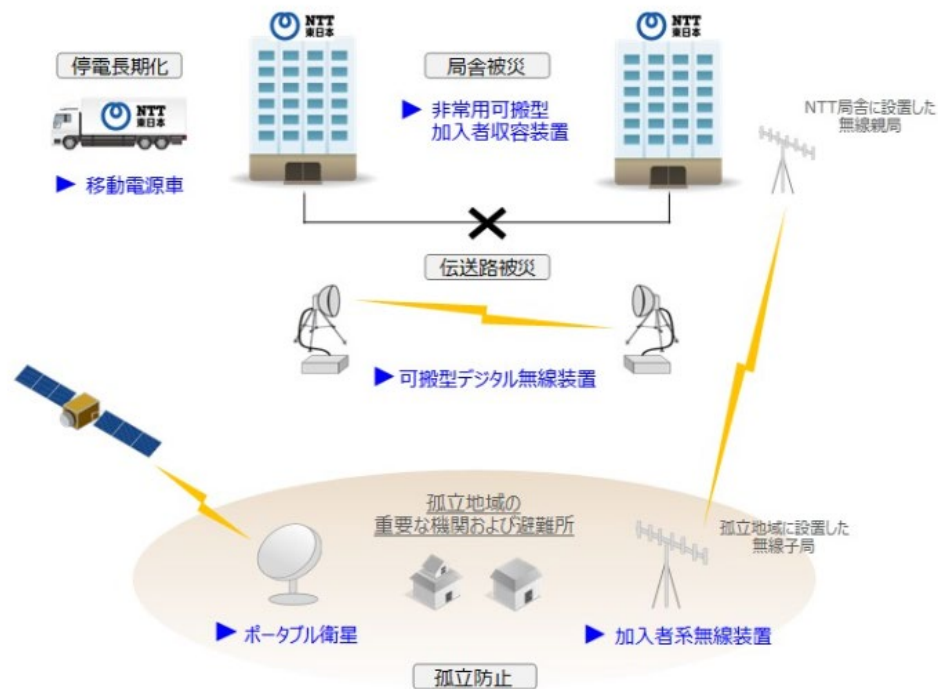 NTT
東日本
NTT
東日本
停電長期化
局舎被災
NTT
東日本
▶ 非常用可搬型
加入者収容装置
NTT局舎に設置した
無線親局
▶ 移動電源車
伝送路被災
▶ 可搬型デジタル無線装置
孤立地域の
重要な機関および避難所
孤立地域に設置した
無線子局
▶ ポータブル衛星
▶ 加入者系無線装置
孤立防止